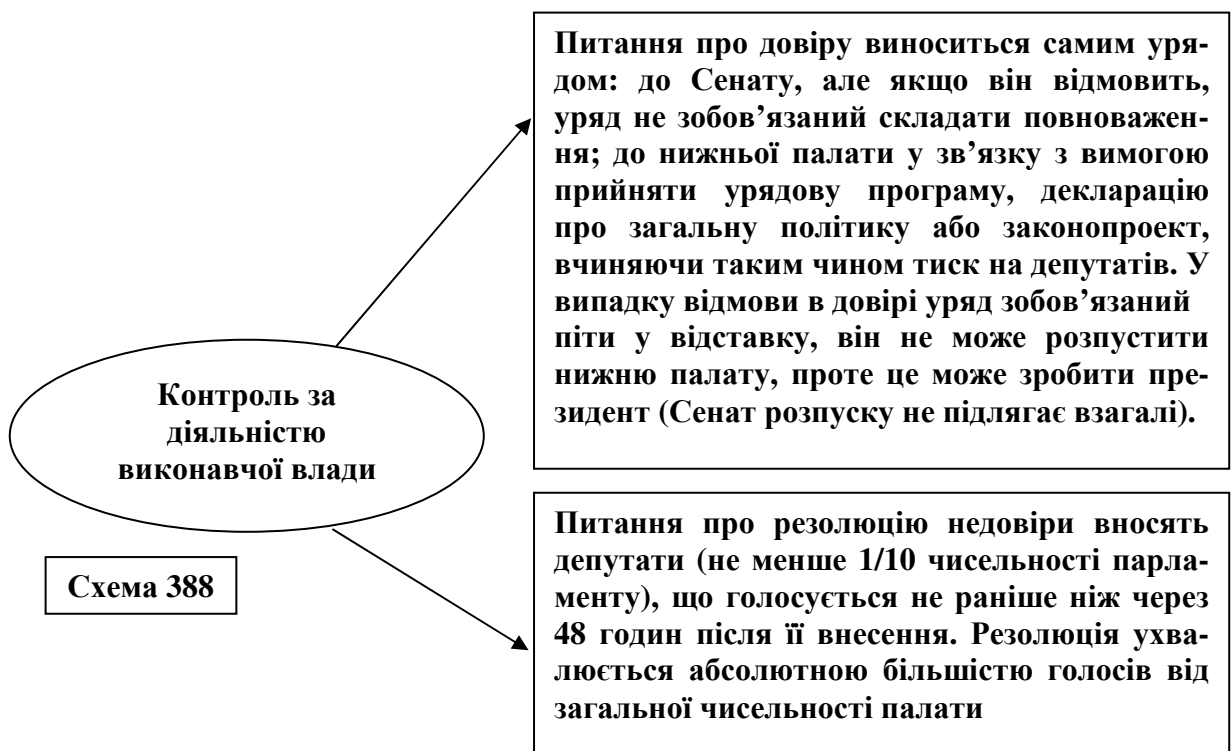 Питання про довіру виноситься самим уря-
дом: до Сенату, але якщо він відмовить,
уряд не зобов’язаний складати повноважен-
ня; до нижньої палати у зв’язку з вимогою
прийняти урядову програму, декларацію
про загальну політику або законопроект,
вчиняючи таким чином тиск на депутатів. У
випадку відмови в довірі уряд зобов’язаний
піти у відставку, він не може розпустити
нижню палату, проте це може зробити пре-
зидент (Сенат розпуску не підлягає взагалі).
Контроль за
діяльністю
виконавчої влади
Питання про резолюцію недовіри вносять
депутати (не менше 1/10 чисельності парла-
менту), що голосується не раніше ніж через
48 годин після її внесення. Резолюція ухва-
люється абсолютною більшістю голосів від
загальної чисельності палати
Схема 388